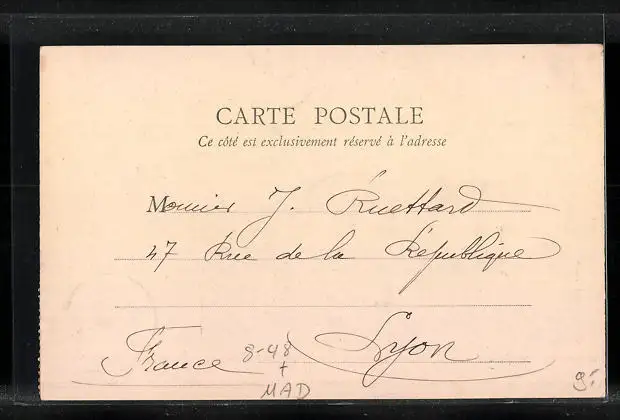 CARTE POSTALE
Ce côté est exclusivement réservé à l'adresse
Monsieur J. Ruettard
47 Rue de la République
Lyon
France
8-48
+
MAD
9.-